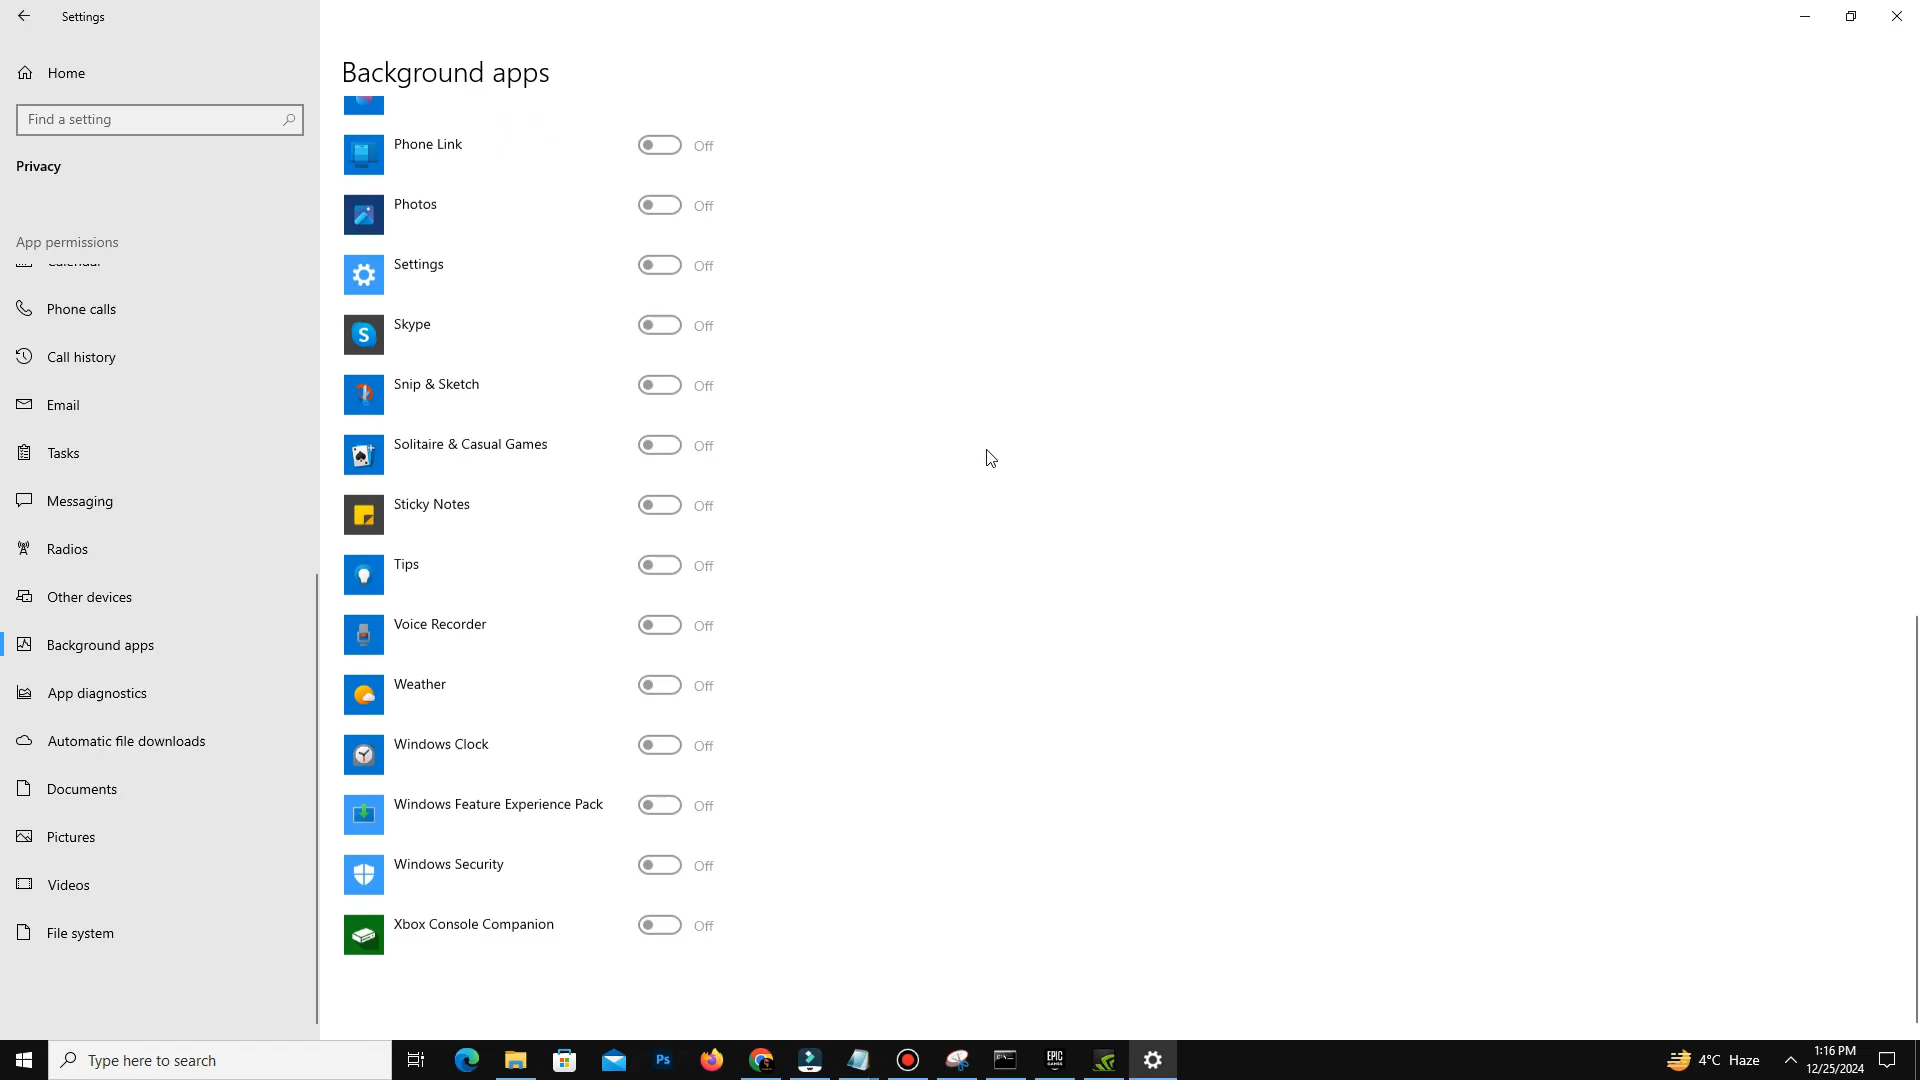 Settings
Home
Find a setting
Privacy
App permissions
Calendar
Phone calls
Call history
Email
Tasks
Messaging
Radios
Other devices
Background apps
App diagnostics
Automatic file downloads
Documents
Pictures
Videos
File system
Background apps
Phone Link Off
Photos Off
Settings Off
Skype Off
Snip & Sketch Off
Solitaire & Casual Games Off
Sticky Notes Off
Tips Off
Voice Recorder Off
Weather Off
Windows Clock Off
Windows Feature Experience Pack Off
Windows Security Off
Xbox Console Companion Off
Type here to search
Ps
EPIC
GAMES
4°C Haze
1:16 PM
12/25/2024